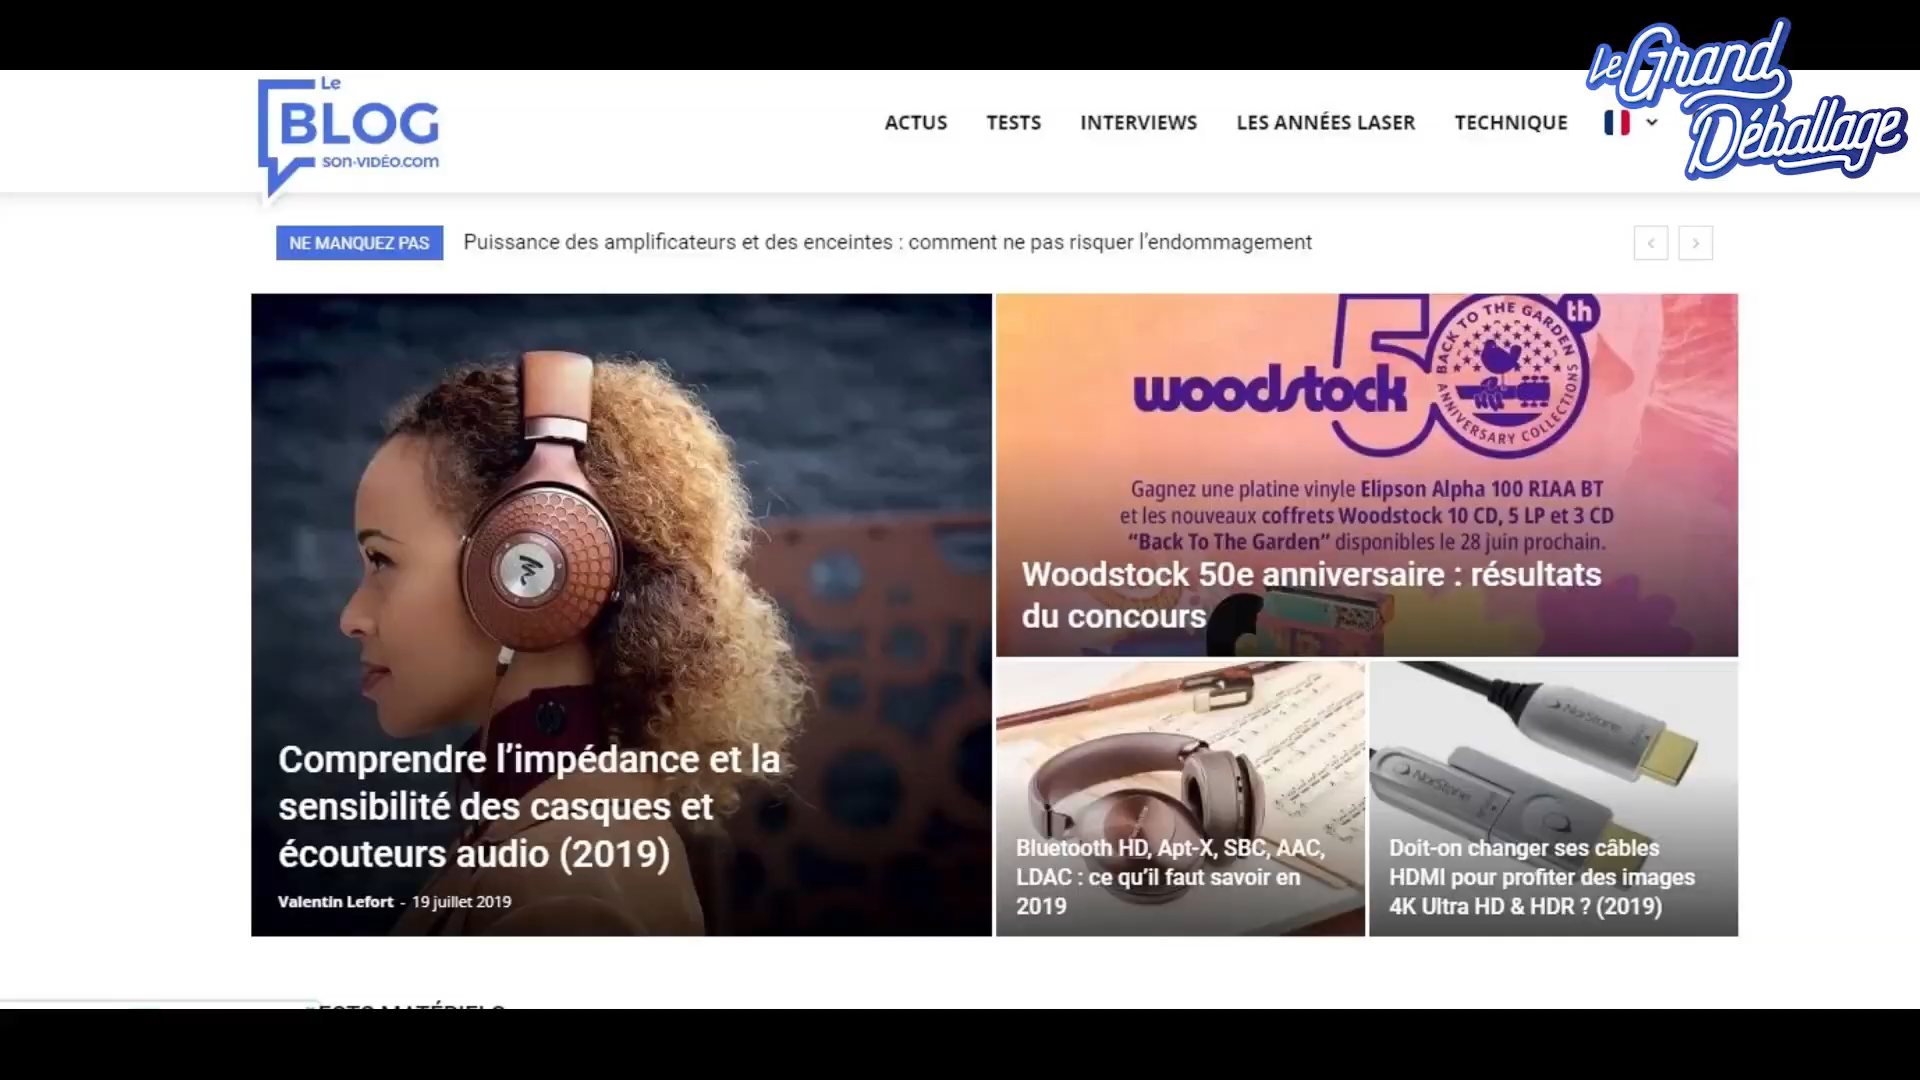 Le Grand
Déballage
Le
BLOG
SON-VIDÉO.COM
ACTUS TESTS INTERVIEWS LES ANNÉES LASER TECHNIQUE
NE MANQUEZ PAS Puissance des amplificateurs et des enceintes : comment ne pas risquer l’endommagement
Comprendre l’impédance et la
sensibilité des casques et
écouteurs audio (2019)
Valentin Lefort - 19 juillet 2019
woodstock 50th
BACK TO THE GARDEN
ANNIVERSARY COLLECTIONS
Gagnez une platine vinyle Elipson Alpha 100 RIAA BT
et les nouveaux coffrets Woodstock 10 CD, 5 LP et 3 CD
“Back To The Garden” disponibles le 28 juin prochain.
Woodstock 50e anniversaire : résultats
du concours
Bluetooth HD, Apt-X, SBC, AAC,
LDAC : ce qu’il faut savoir en
2019
NorStone
NorStone
Doit-on changer ses câbles
HDMI pour profiter des images
4K Ultra HD & HDR ? (2019)